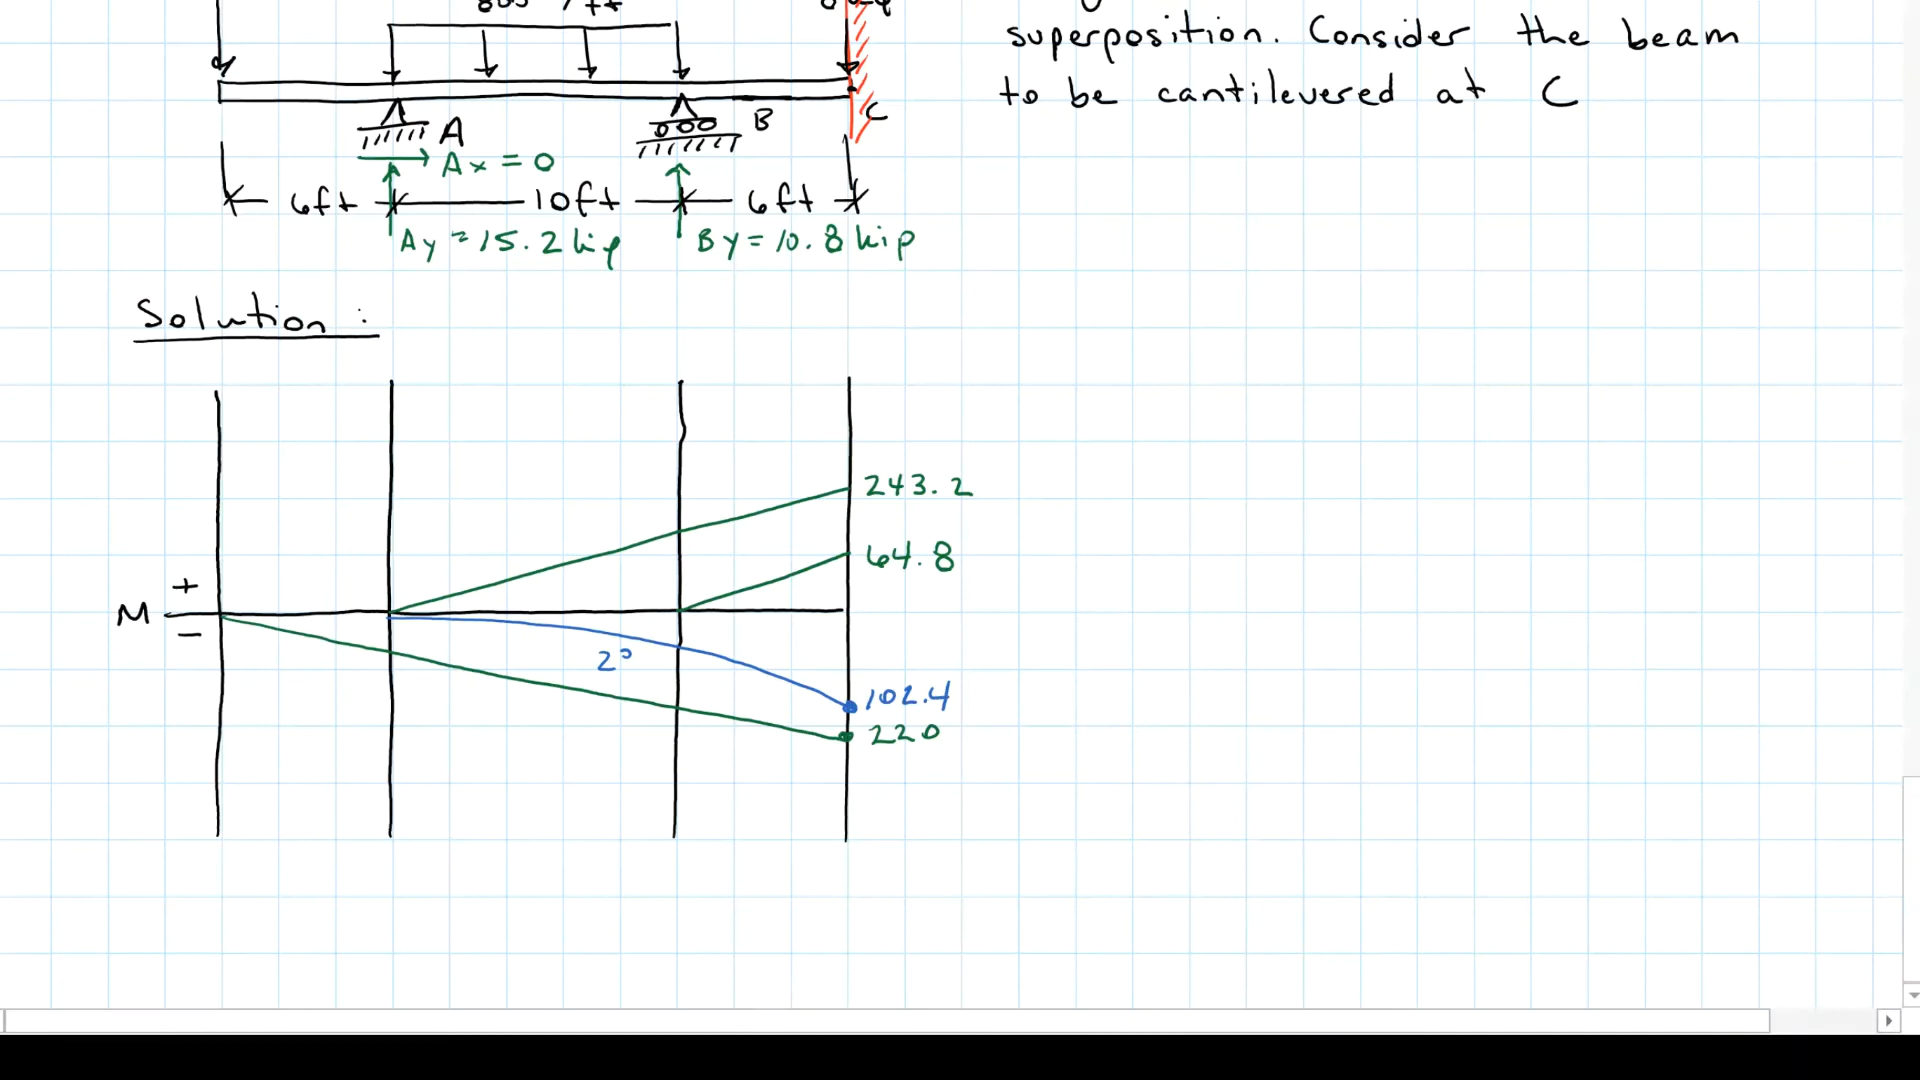 superposition. Consider the beam
to be cantilevered at C
A
B
C
Ax = 0
6ft 10ft 6ft
Ay = 15.2 kip
By = 10.8 kip
Solution :
243.2
64.8
+
M
−
2°
102.4
220